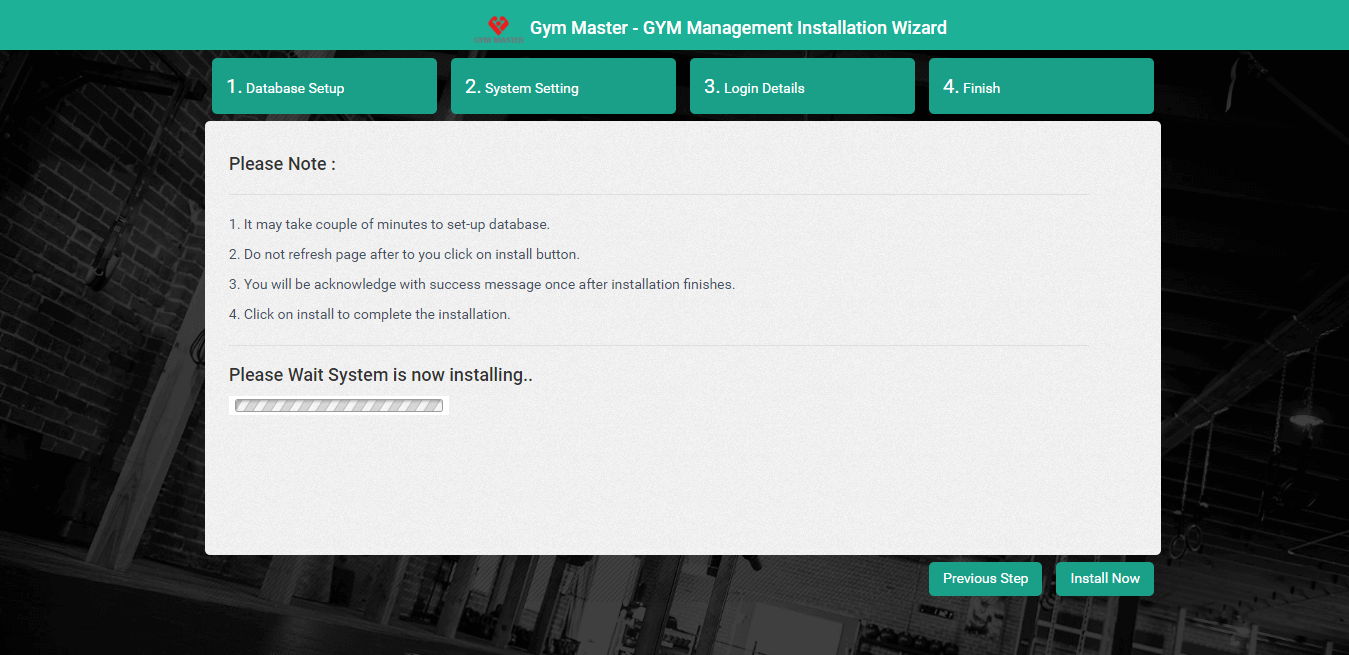 GYM MASTER
Gym Master - GYM Management Installation Wizard
1. Database Setup
2. System Setting
3. Login Details
4. Finish
Please Note :
1. It may take couple of minutes to set-up database.
2. Do not refresh page after to you click on install button.
3. You will be acknowledge with success message once after installation finishes.
4. Click on install to complete the installation.
Please Wait System is now installing..
Previous Step
Install Now